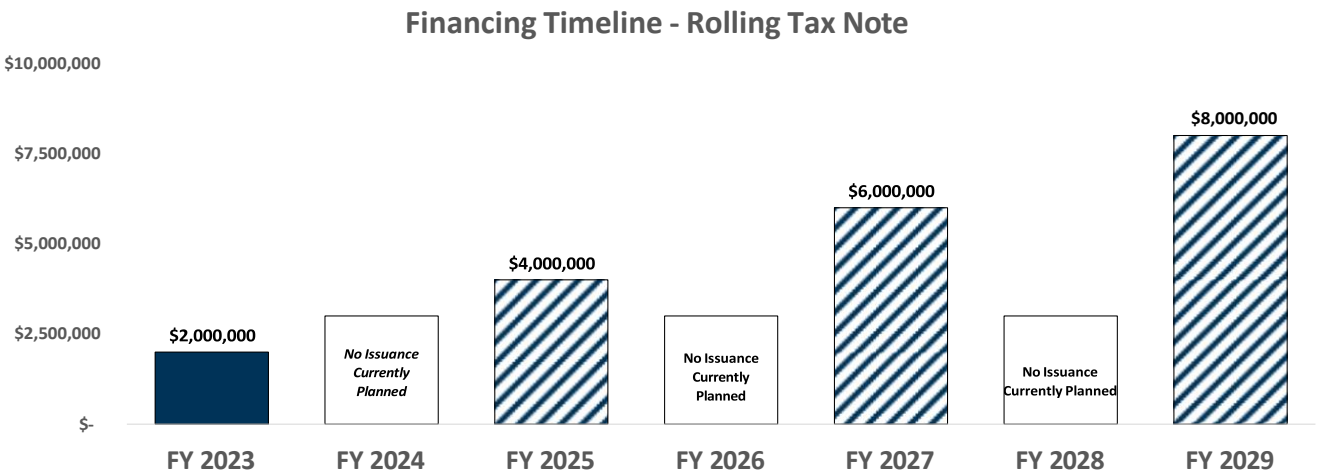 Financing Timeline - Rolling Tax Note
$10,000,000
$7,500,000
$5,000,000
$2,500,000
$-
$2,000,000
No Issuance
Currently
Planned
$4,000,000
No Issuance
Currently
Planned
$6,000,000
No Issuance
Currently Planned
$8,000,000
FY 2023
FY 2024
FY 2025
FY 2026
FY 2027
FY 2028
FY 2029